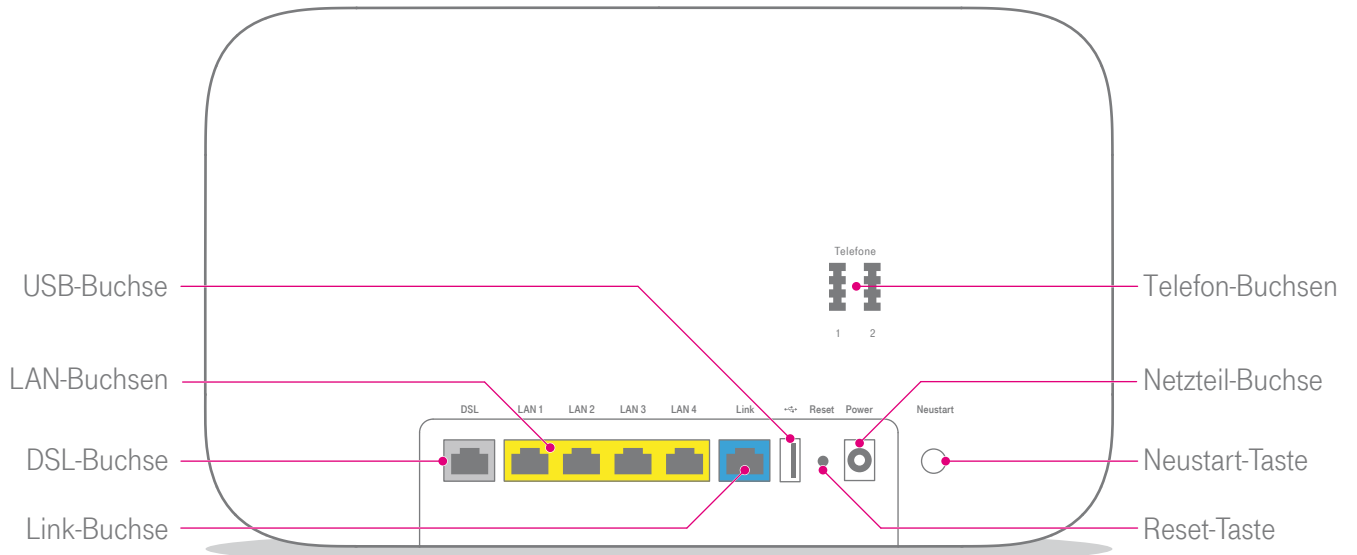 Telefone
USB-Buchse
Telefon-Buchsen
1 2
LAN-Buchsen
Netzteil-Buchse
DSL LAN 1 LAN 2 LAN 3 LAN 4 Link Reset Power Neustart
DSL-Buchse
Neustart-Taste
Link-Buchse
Reset-Taste